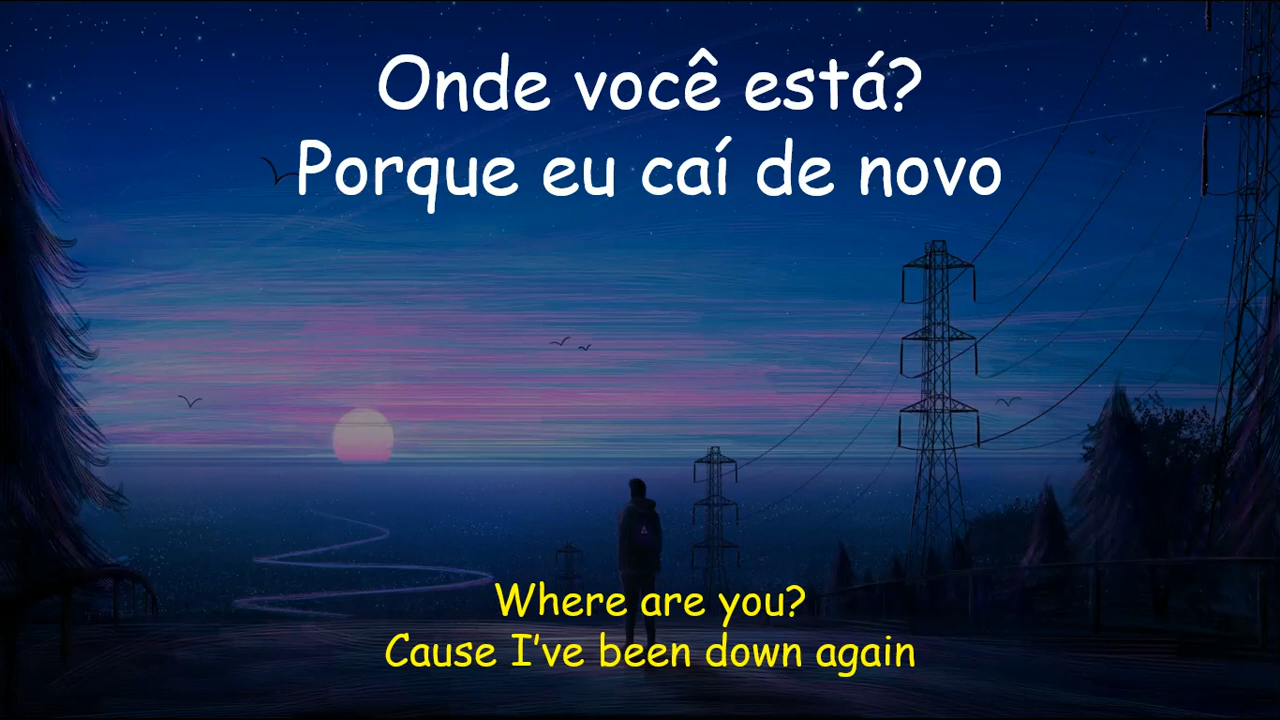 Onde você está?
Porque eu caí de novo
Where are you?
Cause I’ve been down again